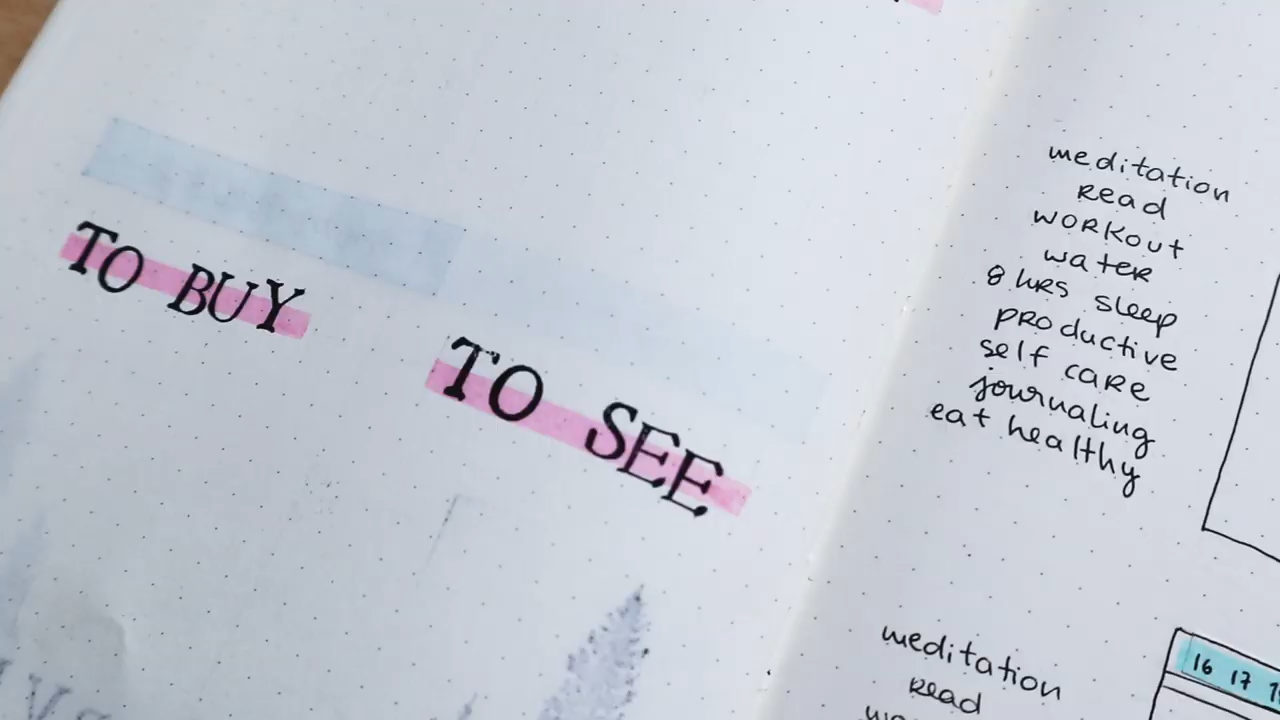 TO BUY
TO SEE
meditation
Read
WORKOUT
water
8 HRS sleep
PRoductive
self care
journaling
eat healthy
meditation
Read
16 17